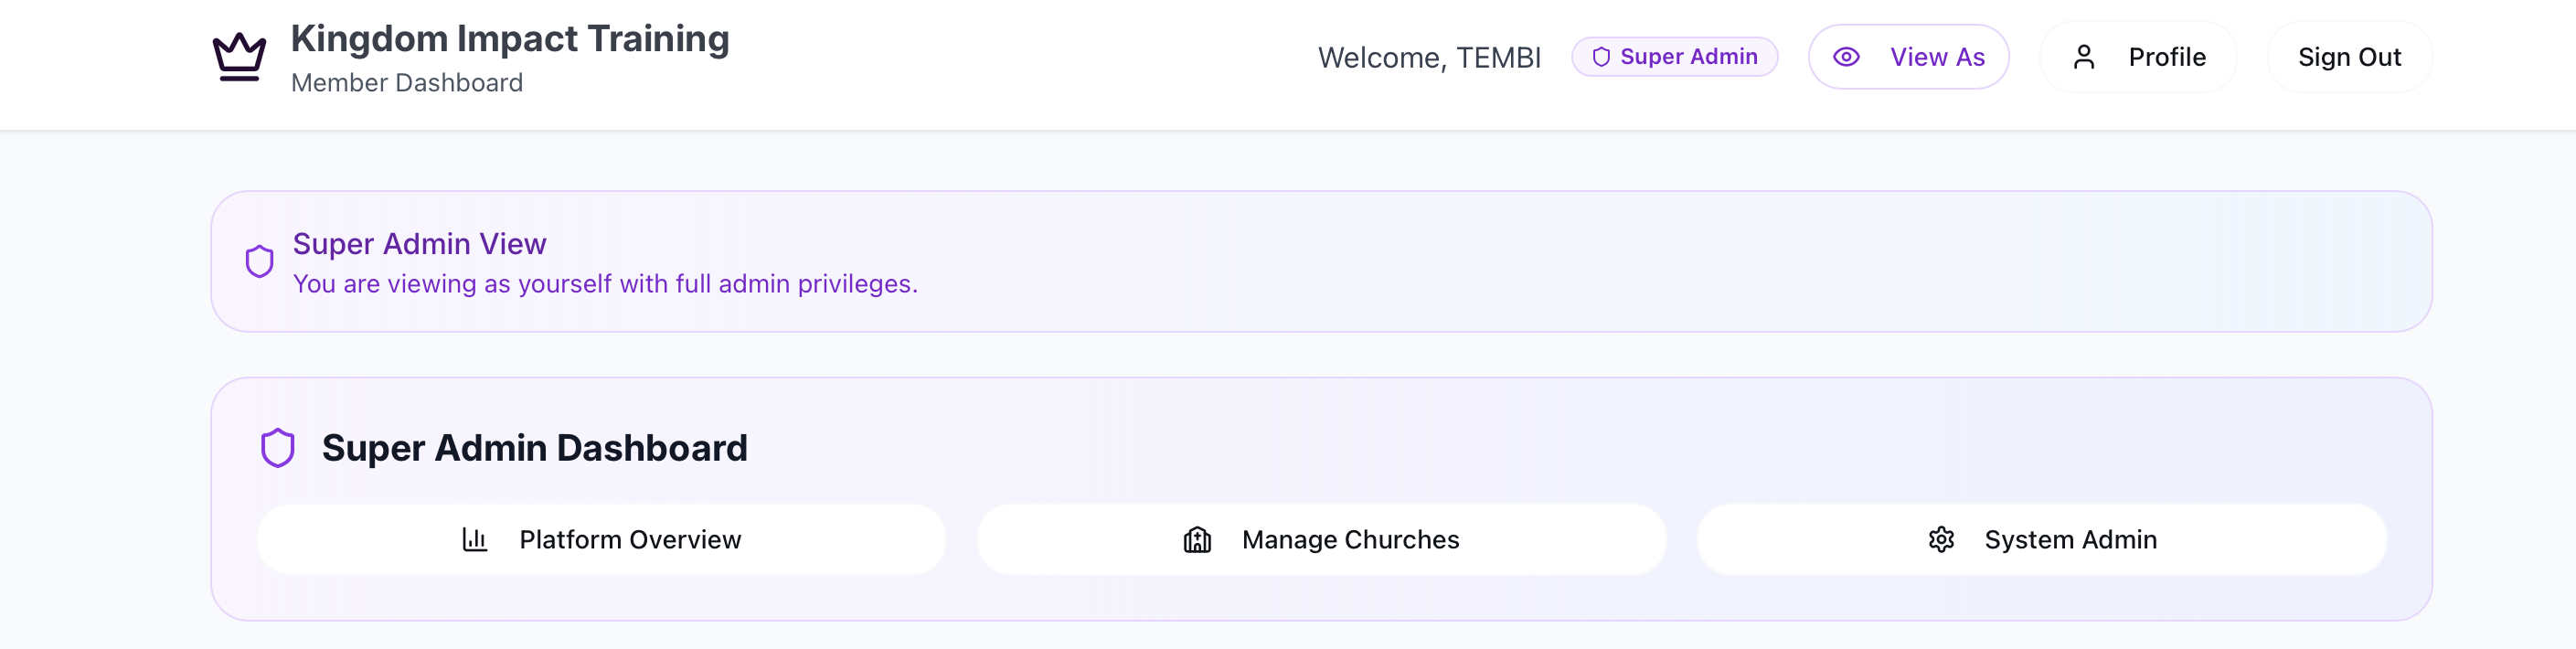 Kingdom Impact Training
Member Dashboard
Welcome, TEMBI
Super Admin
View As
Profile
Sign Out
Super Admin View
You are viewing as yourself with full admin privileges.
Super Admin Dashboard
Platform Overview
Manage Churches
System Admin